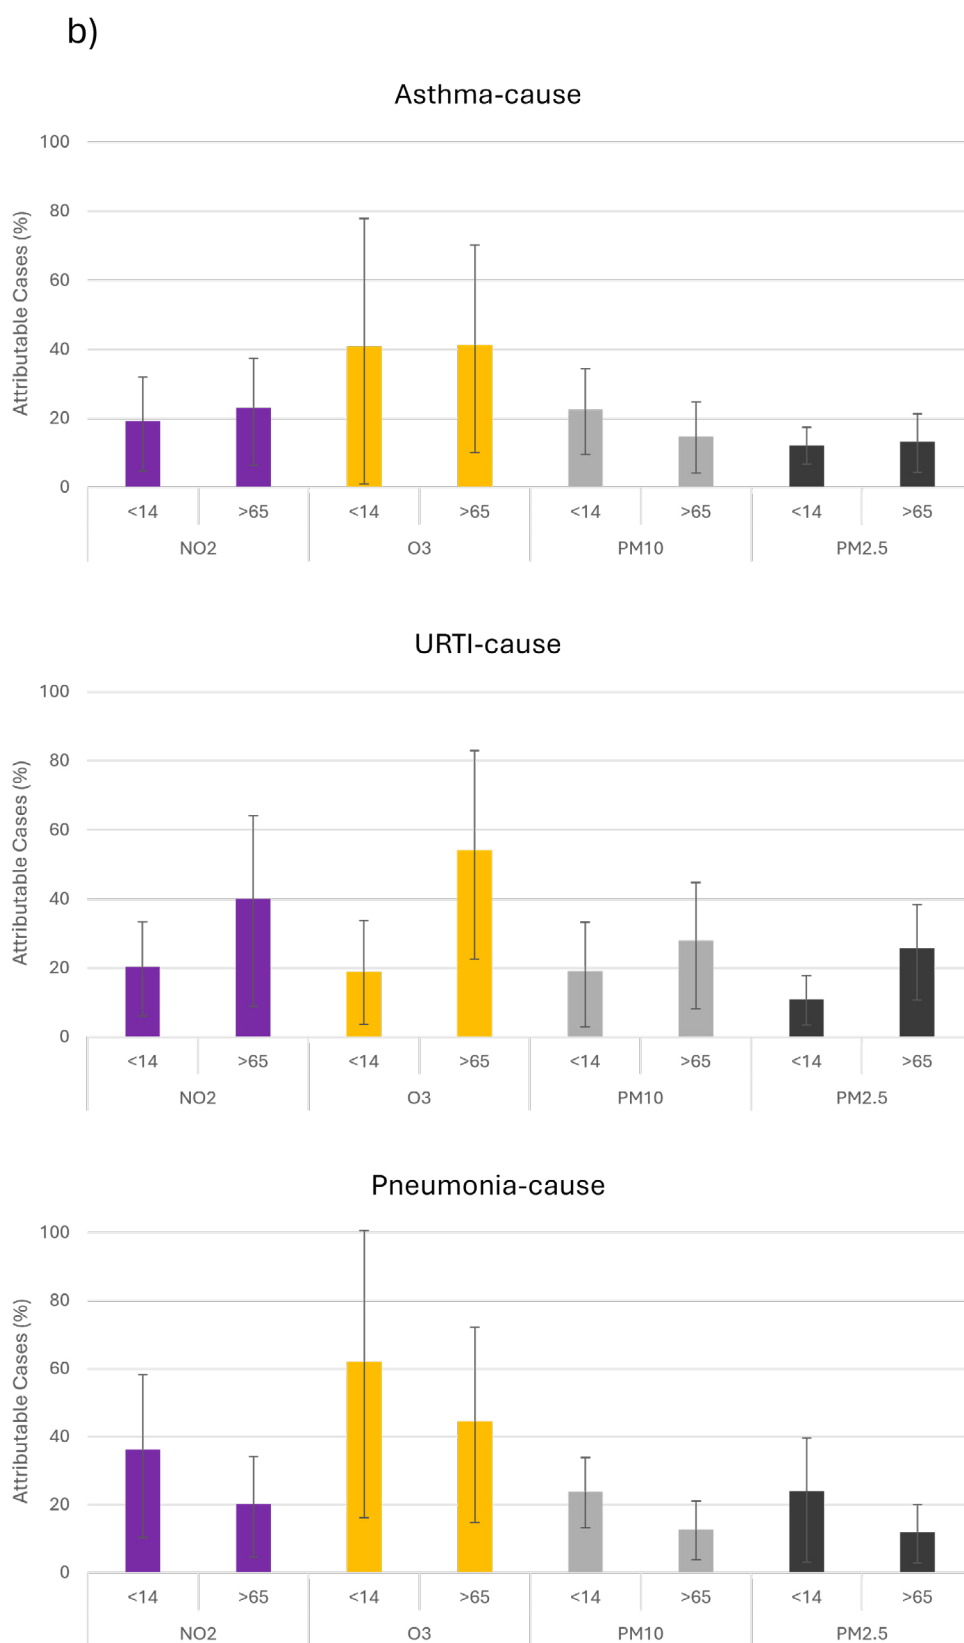 b)
Asthma-cause
Attributable Cases (%)
100
80
60
40
20
0
<14 >65 <14 >65 <14 >65 <14 >65
NO2 O3 PM10 PM2.5
URTI-cause
Attributable Cases (%)
100
80
60
40
20
0
<14 >65 <14 >65 <14 >65 <14 >65
NO2 O3 PM10 PM2.5
Pneumonia-cause
Attributable Cases (%)
100
80
60
40
20
0
<14 >65 <14 >65 <14 >65 <14 >65
NO2 O3 PM10 PM2.5